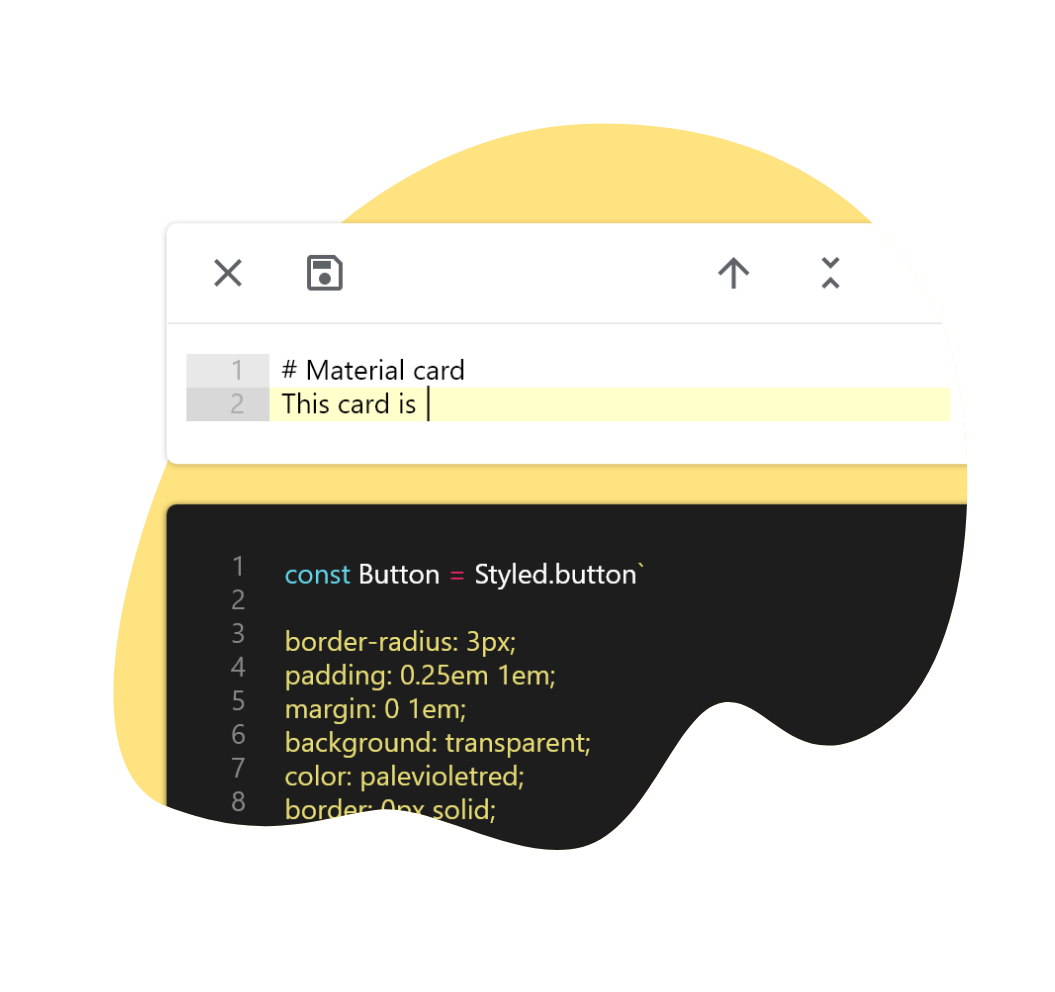 1 # Material card
2 This card is
1 const Button = Styled.button`
2
3 border-radius: 3px;
4 padding: 0.25em 1em;
5 margin: 0 1em;
6 background: transparent;
7 color: palevioletred;
8 border: 0px solid;